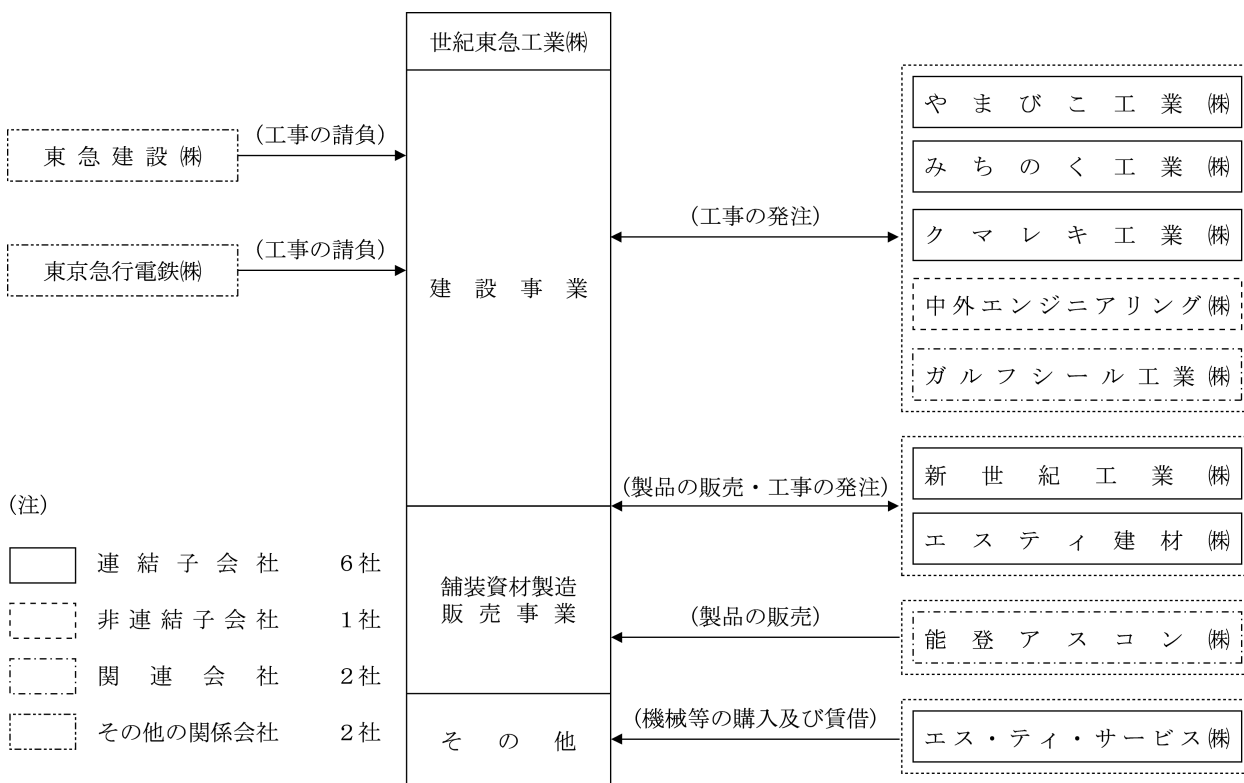 世紀東急工業㈱
東急建設㈱
(工事の請負)
東京急行電鉄㈱
(工事の請負)
建設事業
(工事の発注)
やまびこ工業㈱
みちのく工業㈱
クマレキ工業㈱
中外エンジニアリング㈱
ガルフシール工業㈱
(製品の販売・工事の発注)
新世紀工業㈱
エスティ建材㈱
舗装資材製造
販売事業
(製品の販売)
能登アスコン㈱
その他
(機械等の購入及び賃借)
エス・ティ・サービス㈱
(注)
連結子会社 6社
非連結子会社 1社
関連会社 2社
その他の関係会社 2社